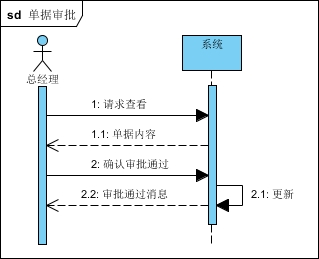 sd 单据审批
系统
总经理
1: 请求查看
1.1: 单据内容
2: 确认审批通过
2.1: 更新
2.2: 审批通过消息